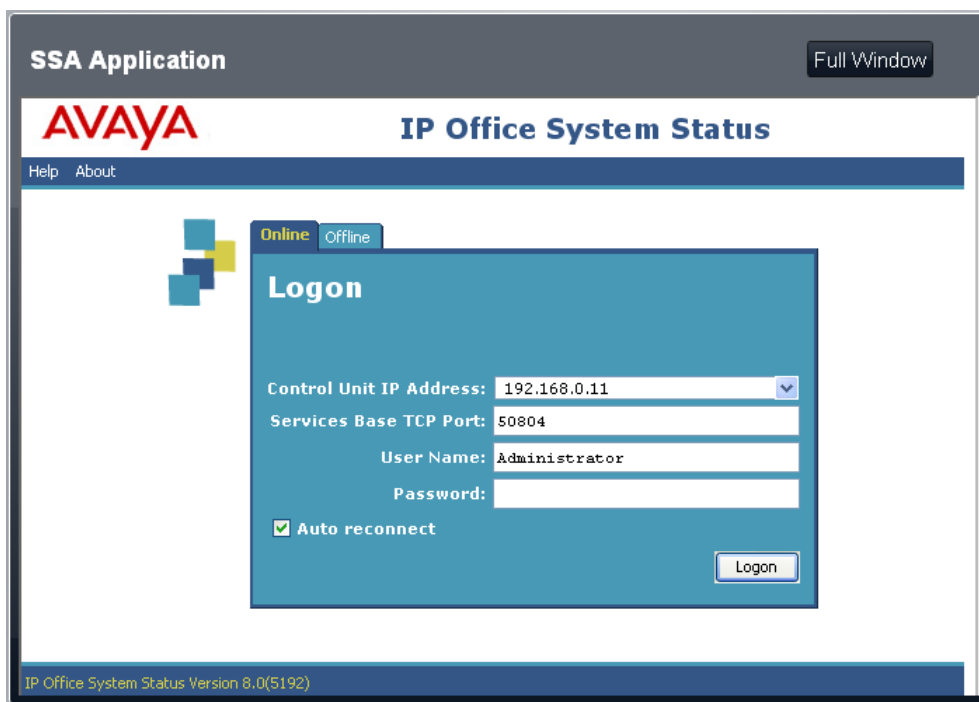 SSA Application
Full Window
AVAYA
IP Office System Status
Help About
Online Offline
Logon
Control Unit IP Address: 192.168.0.11
Services Base TCP Port: 50804
User Name: Administrator
Password:
Auto reconnect
Logon
IP Office System Status Version 8.0(5192)